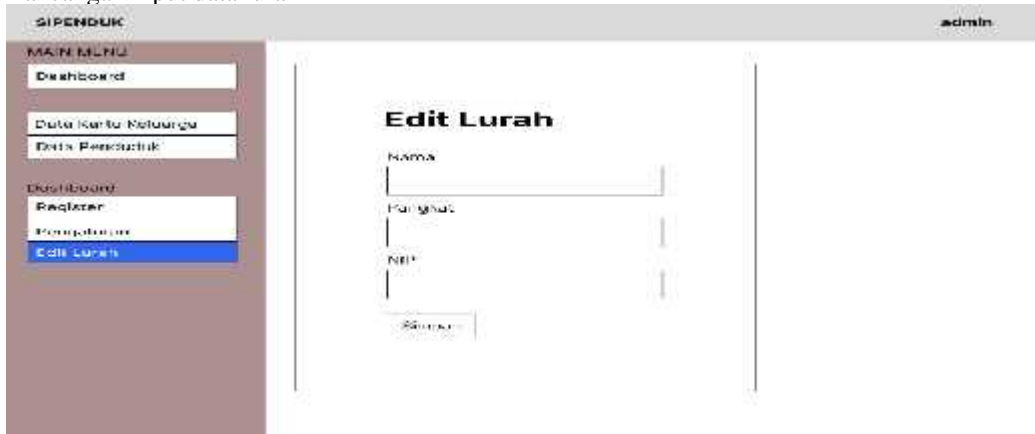 SIPENDUK
admin
MAIN MENU
Dashboard
Data Kartu Keluarga
Data Penduduk
Dashboard
Register
Pengaturan
Edit Lurah
Edit Lurah
Nama
Pangkat
NIP
Simpan